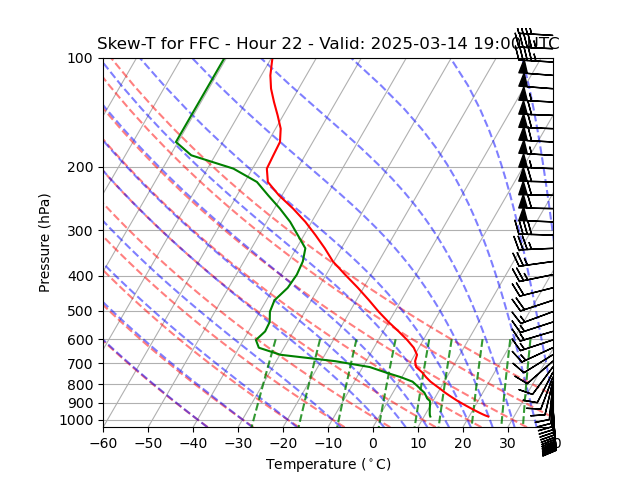 Skew-T for FFC - Hour 22 - Valid: 2025-03-14 19:00 UTC
100
200
300
400
500
600
700
800
900
1000
Pressure (hPa)
−60 −50 −40 −30 −20 −10 0 10 20 30 40
Temperature (°C)